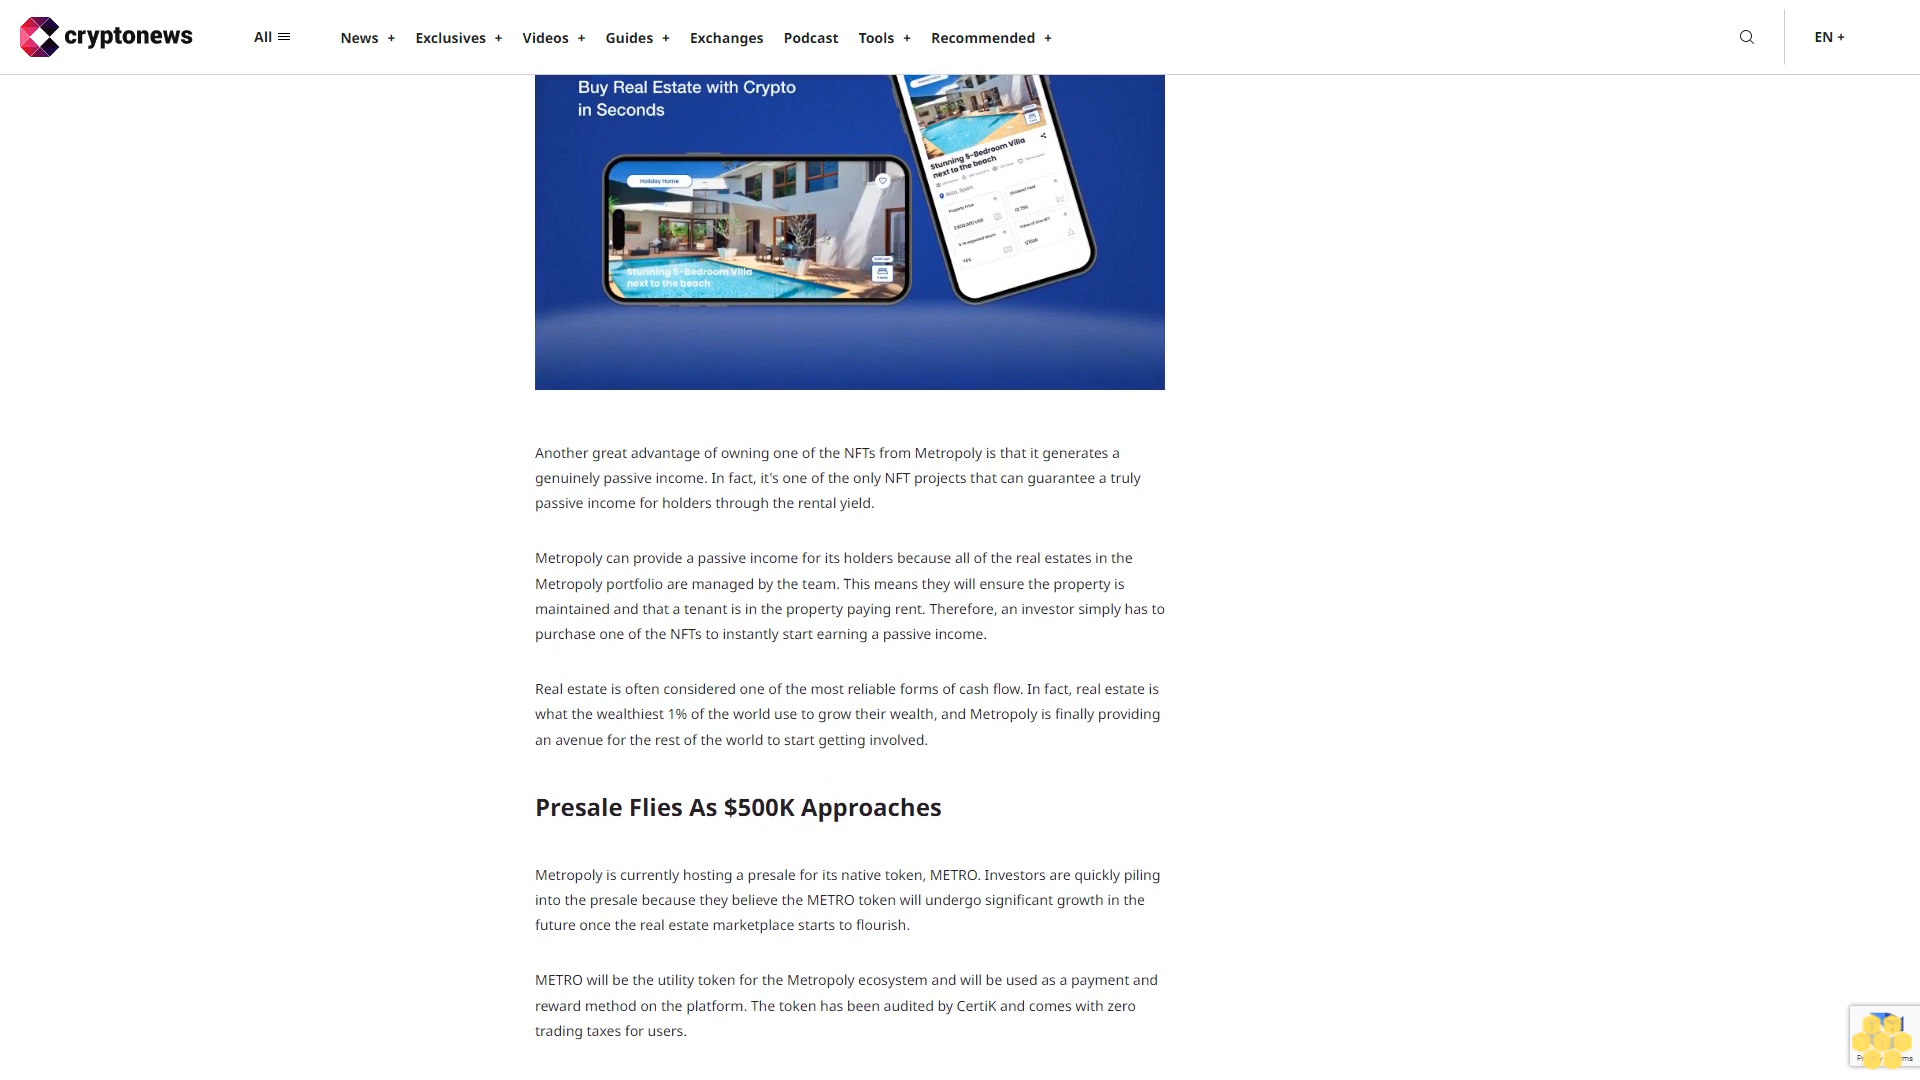 cryptonews
All
News +
Exclusives +
Videos +
Guides +
Exchanges
Podcast
Tools +
Recommended +
EN +
Buy Real Estate with Crypto
in Seconds
Holiday Home
Stunning 5-Bedroom Villa
next to the beach
Stunning 5-Bedroom Villa
next to the beach
Ibiza, Spain
Property Price
Another great advantage of owning one of the NFTs from Metropoly is that it generates a
genuinely passive income. In fact, it's one of the only NFT projects that can guarantee a truly
passive income for holders through the rental yield.
Metropoly can provide a passive income for its holders because all of the real estates in the
Metropoly portfolio are managed by the team. This means they will ensure the property is
maintained and that a tenant is in the property paying rent. Therefore, an investor simply has to
purchase one of the NFTs to instantly start earning a passive income.
Real estate is often considered one of the most reliable forms of cash flow. In fact, real estate is
what the wealthiest 1% of the world use to grow their wealth, and Metropoly is finally providing
an avenue for the rest of the world to start getting involved.
Presale Flies As $500K Approaches
Metropoly is currently hosting a presale for its native token, METRO. Investors are quickly piling
into the presale because they believe the METRO token will undergo significant growth in the
future once the real estate marketplace starts to flourish.
METRO will be the utility token for the Metropoly ecosystem and will be used as a payment and
reward method on the platform. The token has been audited by CertiK and comes with zero
trading taxes for users.